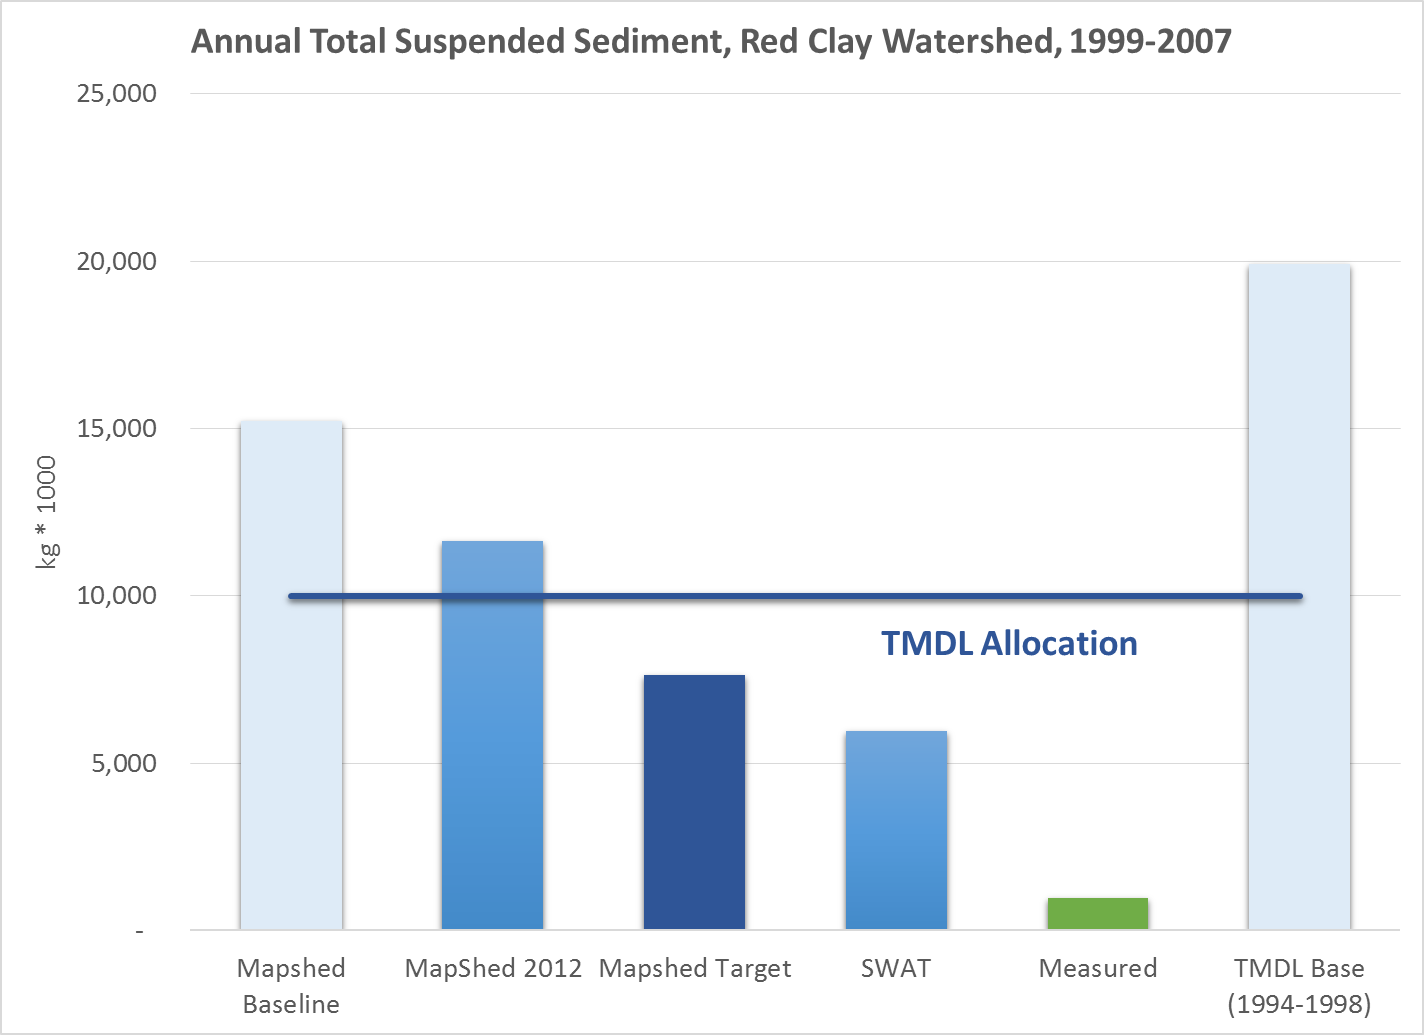 Annual Total Suspended Sediment, Red Clay Watershed, 1999-2007
25,000
20,000
15,000
10,000
5,000
-
kg * 1000
TMDL Allocation
Mapshed
Baseline
MapShed 2012
Mapshed Target
SWAT
Measured
TMDL Base
(1994-1998)